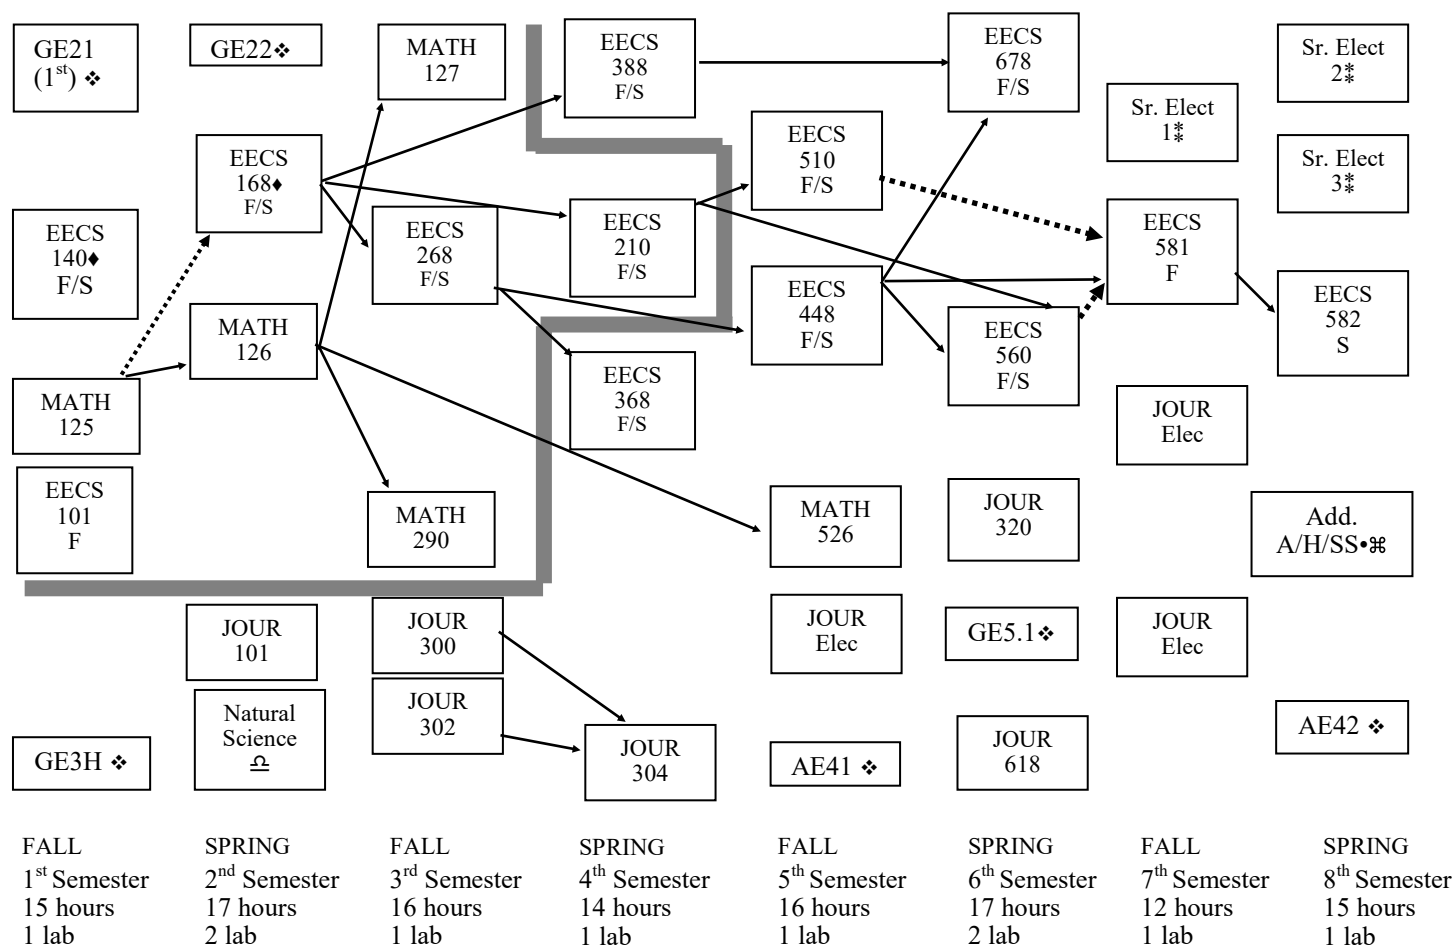 GE21
(1st) ❖
EECS
140♦
F/S
MATH
125
EECS
101
F
GE3H ❖
GE22❖
EECS
168♦
F/S
MATH
126
JOUR
101
Natural
Science
♎
MATH
127
EECS
268
F/S
MATH
290
JOUR
300
JOUR
302
EECS
388
F/S
EECS
210
F/S
EECS
368
F/S
JOUR
304
EECS
510
F/S
EECS
448
F/S
MATH
526
JOUR
Elec
AE41 ❖
EECS
678
F/S
EECS
560
F/S
JOUR
320
GE5.1❖
JOUR
618
Sr. Elect
1⁑
EECS
581
F
JOUR
Elec
JOUR
Elec
Sr. Elect
2⁑
Sr. Elect
3⁑
EECS
582
S
Add.
A/H/SS•⌘
AE42 ❖
FALL
1st Semester
15 hours
1 lab
SPRING
2nd Semester
17 hours
2 lab
FALL
3rd Semester
16 hours
1 lab
SPRING
4th Semester
14 hours
1 lab
FALL
5th Semester
16 hours
1 lab
SPRING
6th Semester
17 hours
2 lab
FALL
7th Semester
12 hours
1 lab
SPRING
8th Semester
15 hours
1 lab